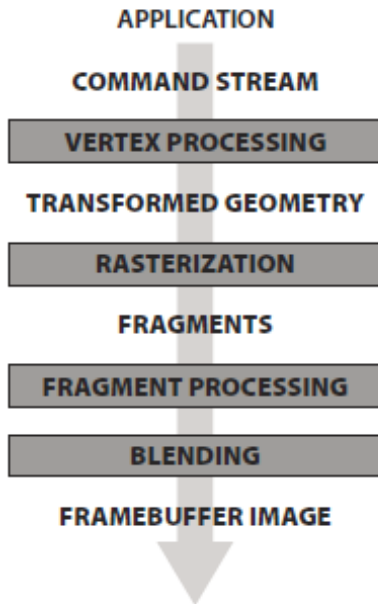 APPLICATION
COMMAND STREAM
VERTEX PROCESSING
TRANSFORMED GEOMETRY
RASTERIZATION
FRAGMENTS
FRAGMENT PROCESSING
BLENDING
FRAMEBUFFER IMAGE